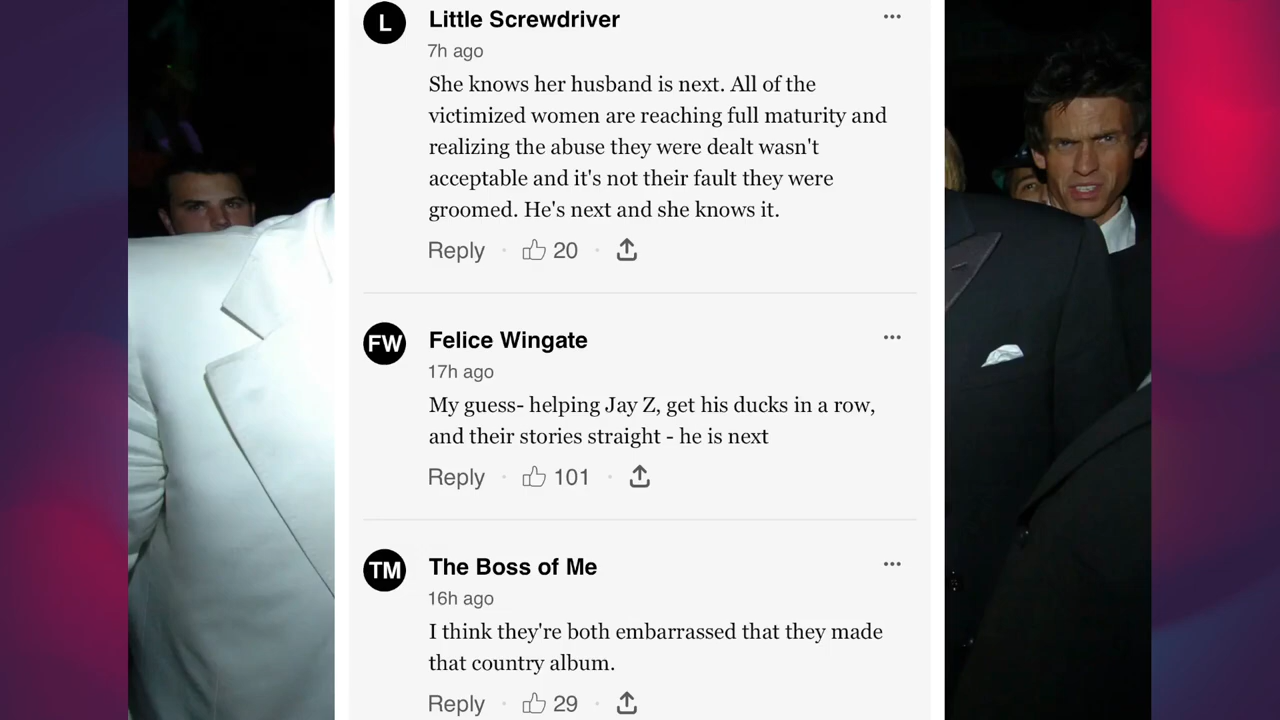 L
Little Screwdriver
7h ago
She knows her husband is next. All of the
victimized women are reaching full maturity and
realizing the abuse they were dealt wasn't
acceptable and it's not their fault they were
groomed. He's next and she knows it.
Reply · 20 ·
FW
Felice Wingate
17h ago
My guess- helping Jay Z, get his ducks in a row,
and their stories straight - he is next
Reply · 101 ·
TM
The Boss of Me
16h ago
I think they're both embarrassed that they made
that country album.
Reply · 29 ·